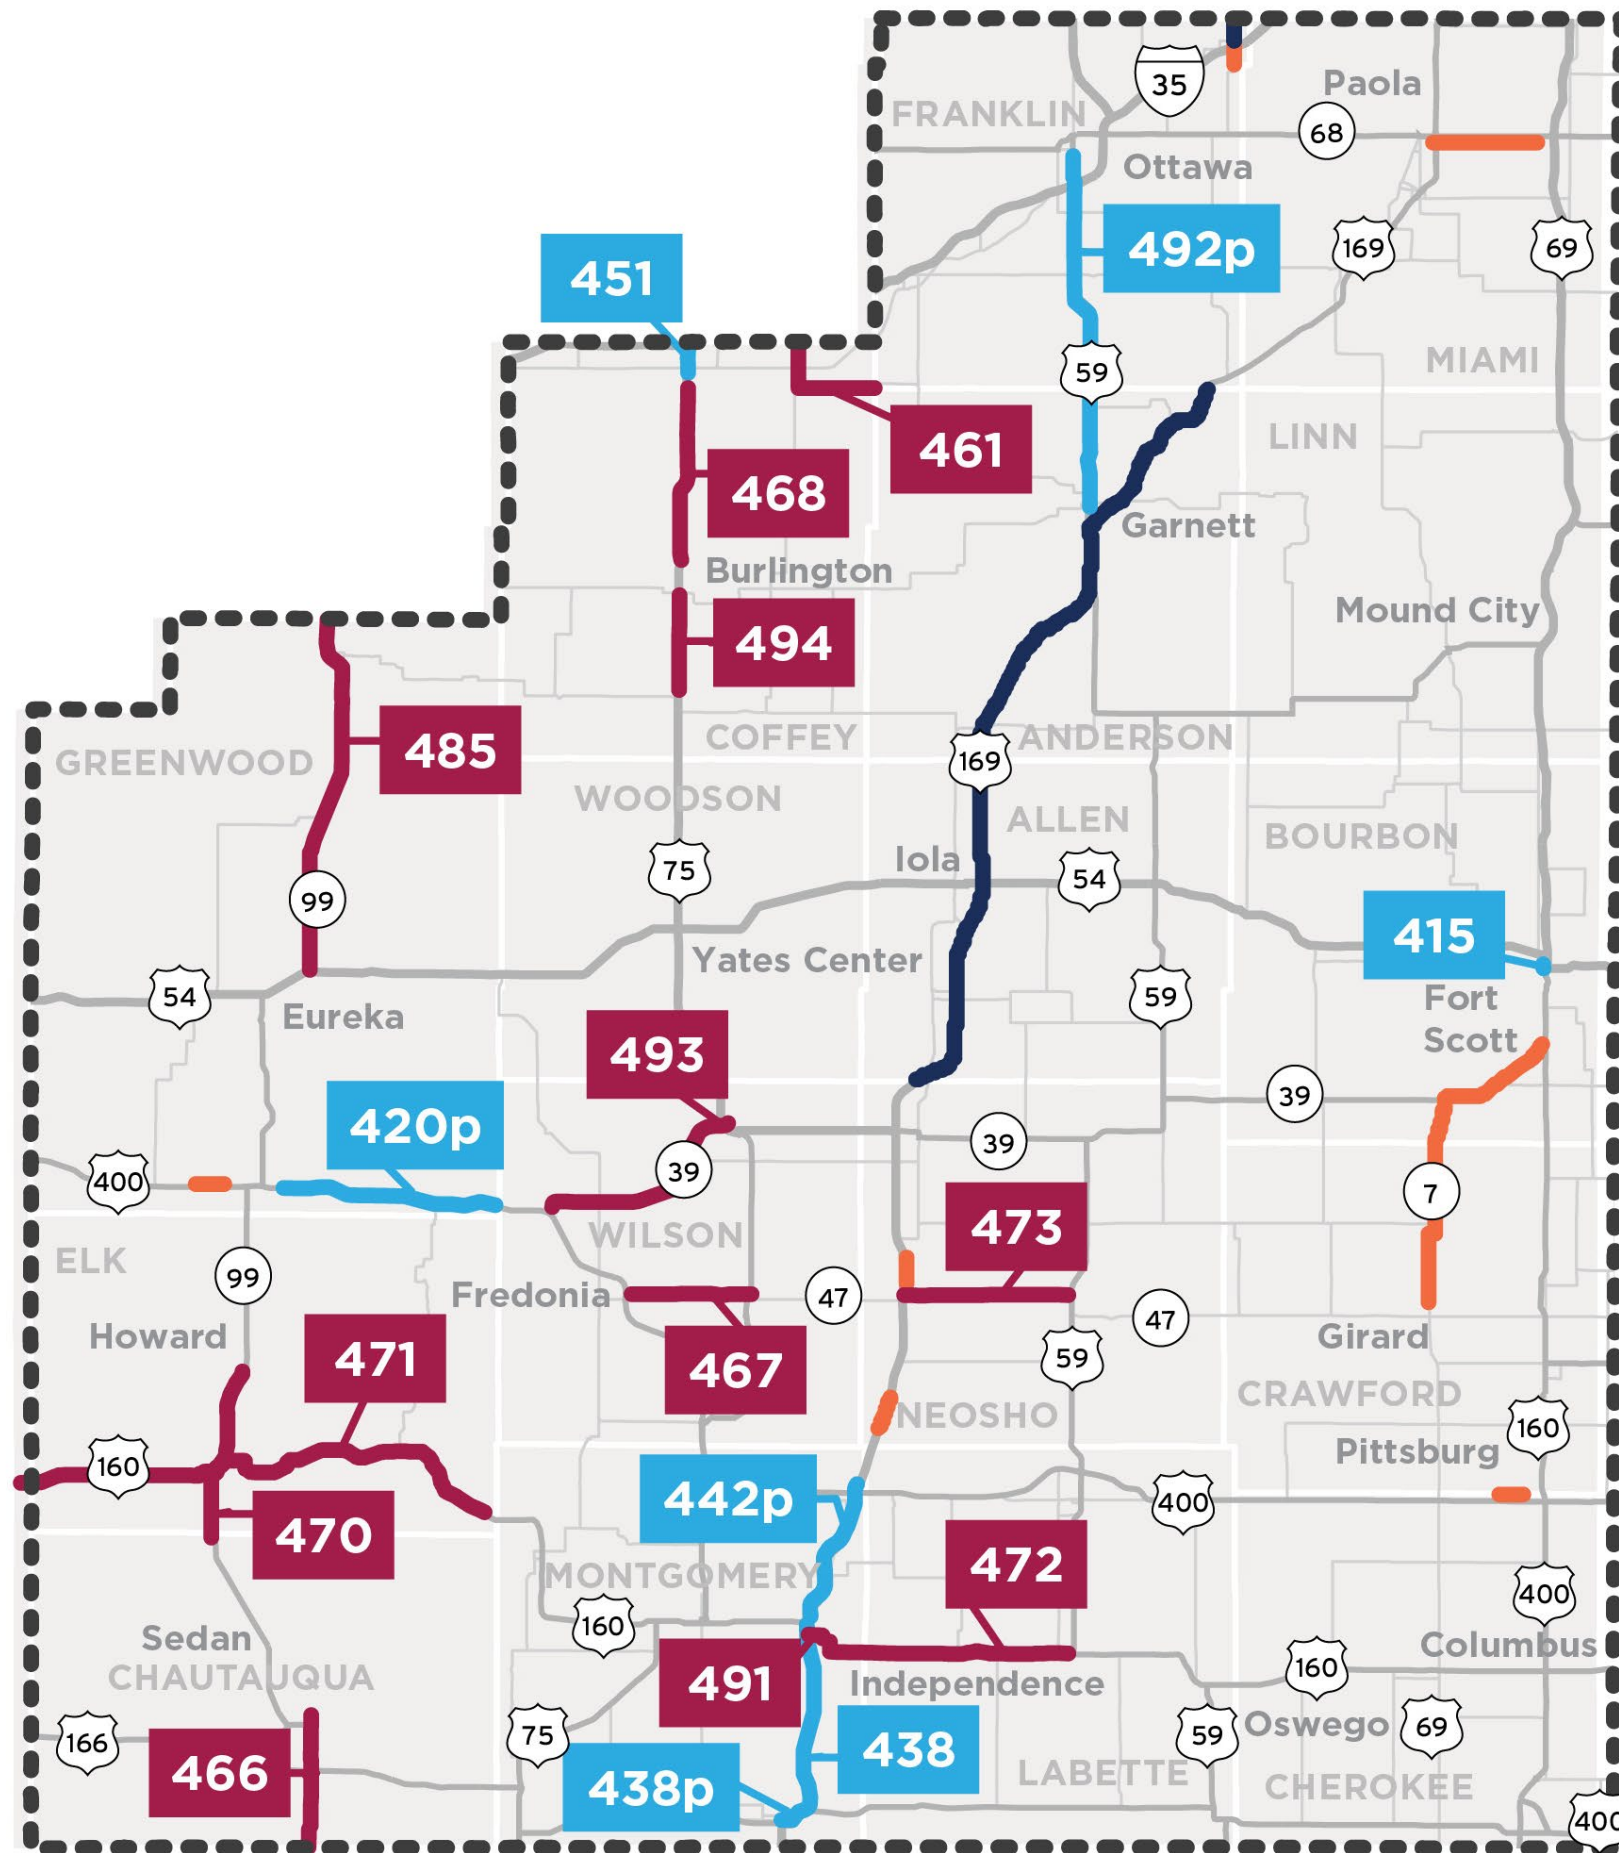 35
Paola
FRANKLIN
68
Ottawa
492p
169
69
451
59
MIAMI
461
LINN
468
Garnett
Burlington
Mound City
494
485
COFFEY
ANDERSON
GREENWOOD
169
WOODSON
ALLEN
BOURBON
Iola
75
54
99
415
Yates Center
54
59
Fort
Scott
Eureka
493
39
420p
39
39
400
7
473
WILSON
ELK
99
Fredonia
47
47
Howard
Girard
471
59
467
CRAWFORD
NEOSHO
160
Pittsburg
160
442p
400
470
472
MONTGOMERY
400
160
Sedan
Columbus
CHAUTAUQUA
160
491
Independence
166
75
59
Oswego
69
438
466
LABETTE
438p
CHEROKEE
400